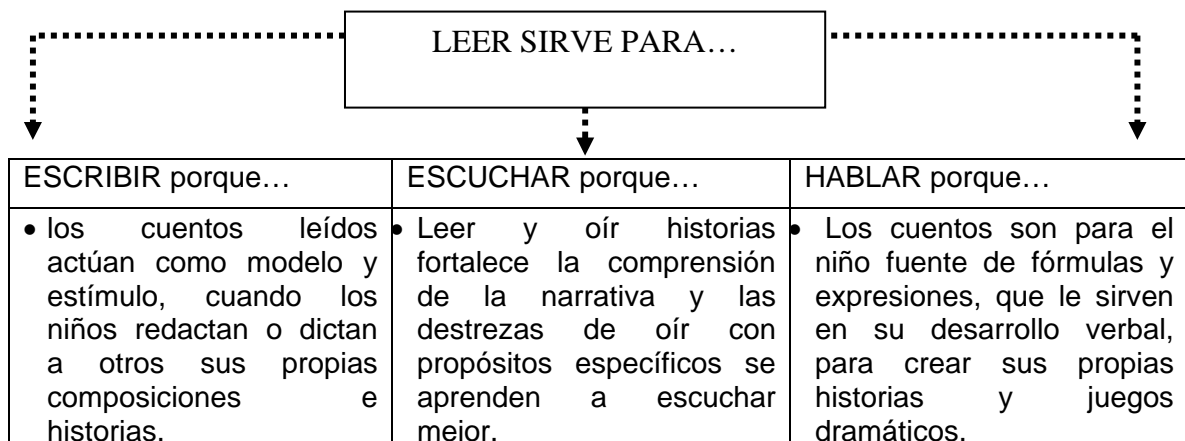 LEER SIRVE PARA…
ESCRIBIR porque…
• los cuentos leídos
actúan como modelo y
estímulo, cuando los
niños redactan o dictan
a otros sus propias
composiciones e
historias.
ESCUCHAR porque…
• Leer y oír historias
fortalece la comprensión
de la narrativa y las
destrezas de oír con
propósitos específicos se
aprenden a escuchar
mejor.
HABLAR porque…
• Los cuentos son para el
niño fuente de fórmulas y
expresiones, que le sirven
en su desarrollo verbal,
para crear sus propias
historias y juegos
dramáticos.